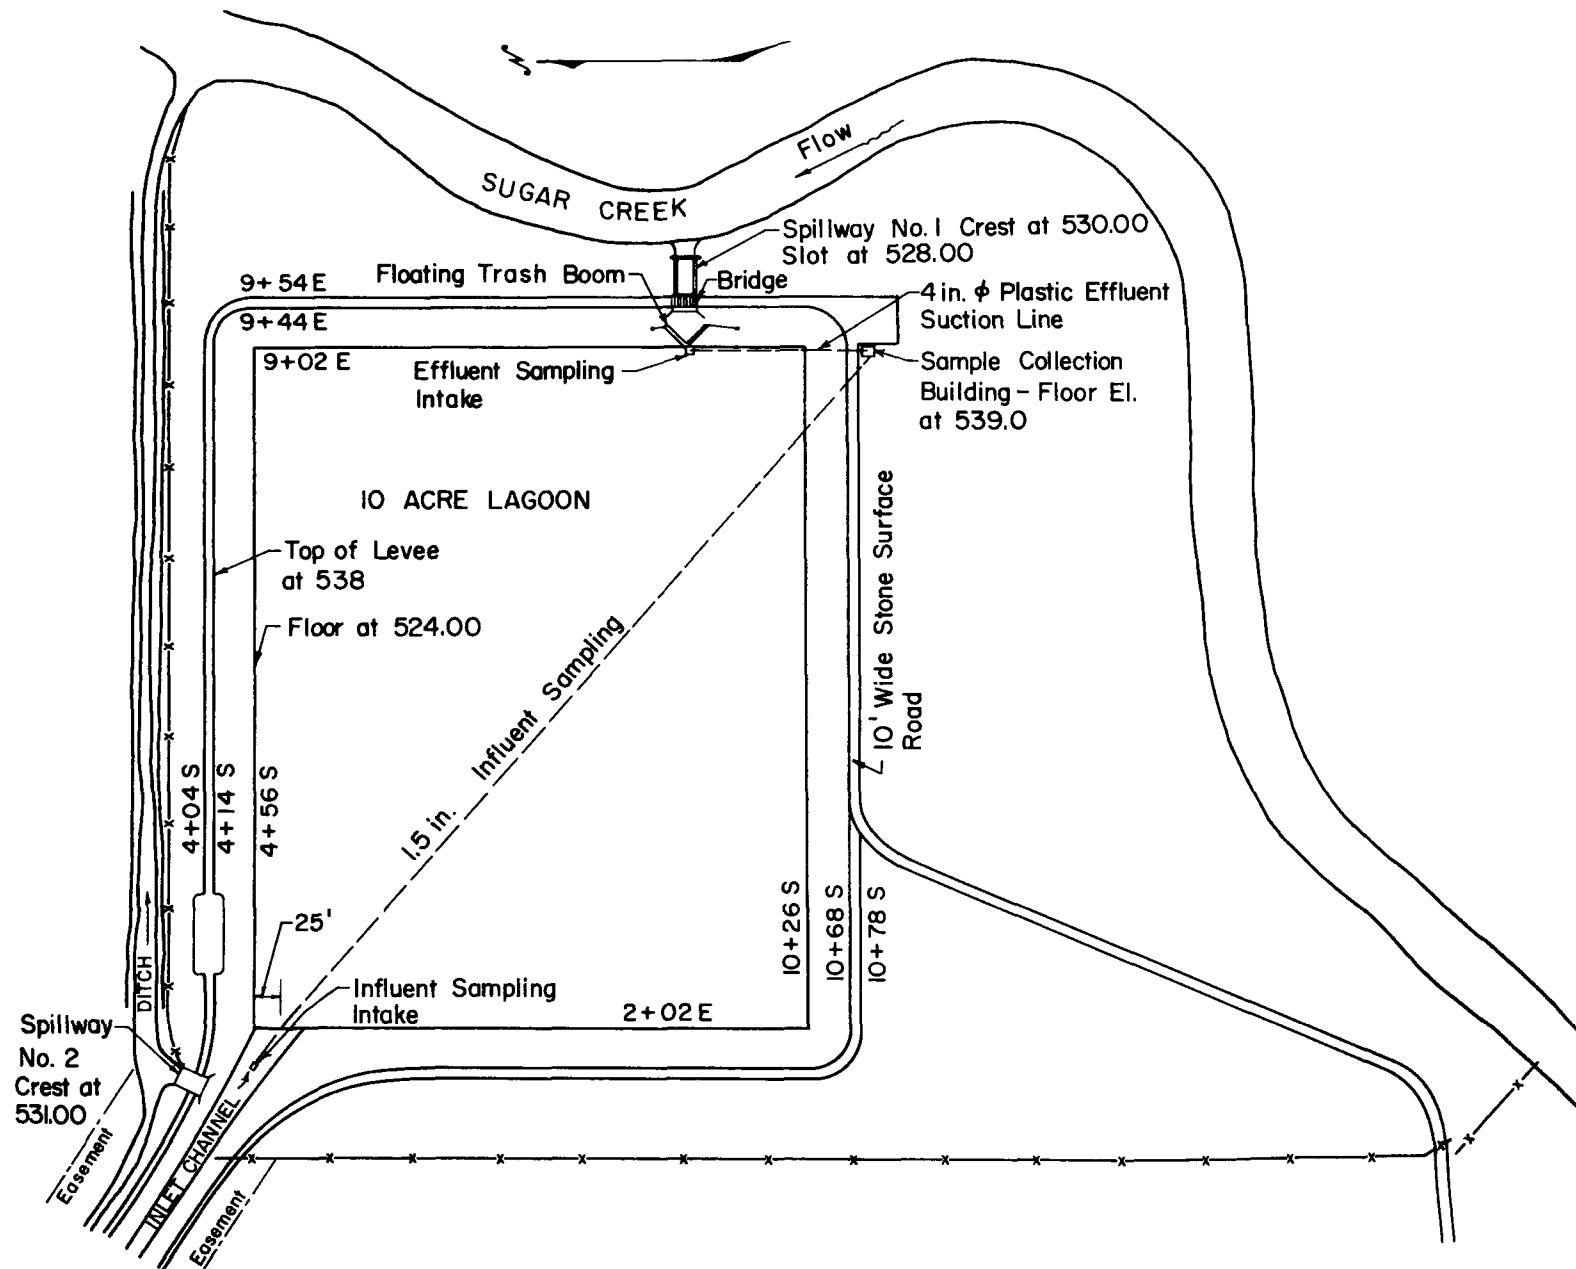 N
Flow
SUGAR CREEK
Spillway No. 1 Crest at 530.00
Slot at 528.00
9+54 E
Floating Trash Boom
Bridge
4 in. ϕ Plastic Effluent
Suction Line
9+44 E
9+02 E
Effluent Sampling
Intake
Sample Collection
Building - Floor El.
at 539.0
10 ACRE LAGOON
10' Wide Stone Surface
Road
Top of Levee
at 538
Floor at 524.00
1.5 in. Influent Sampling
4+04 S
4+14 S
4+56 S
10+26 S
10+68 S
10+78 S
25'
DITCH
Influent Sampling
Intake
2+02 E
Spillway
No. 2
Crest at
531.00
INLET CHANNEL
Easement
Easement